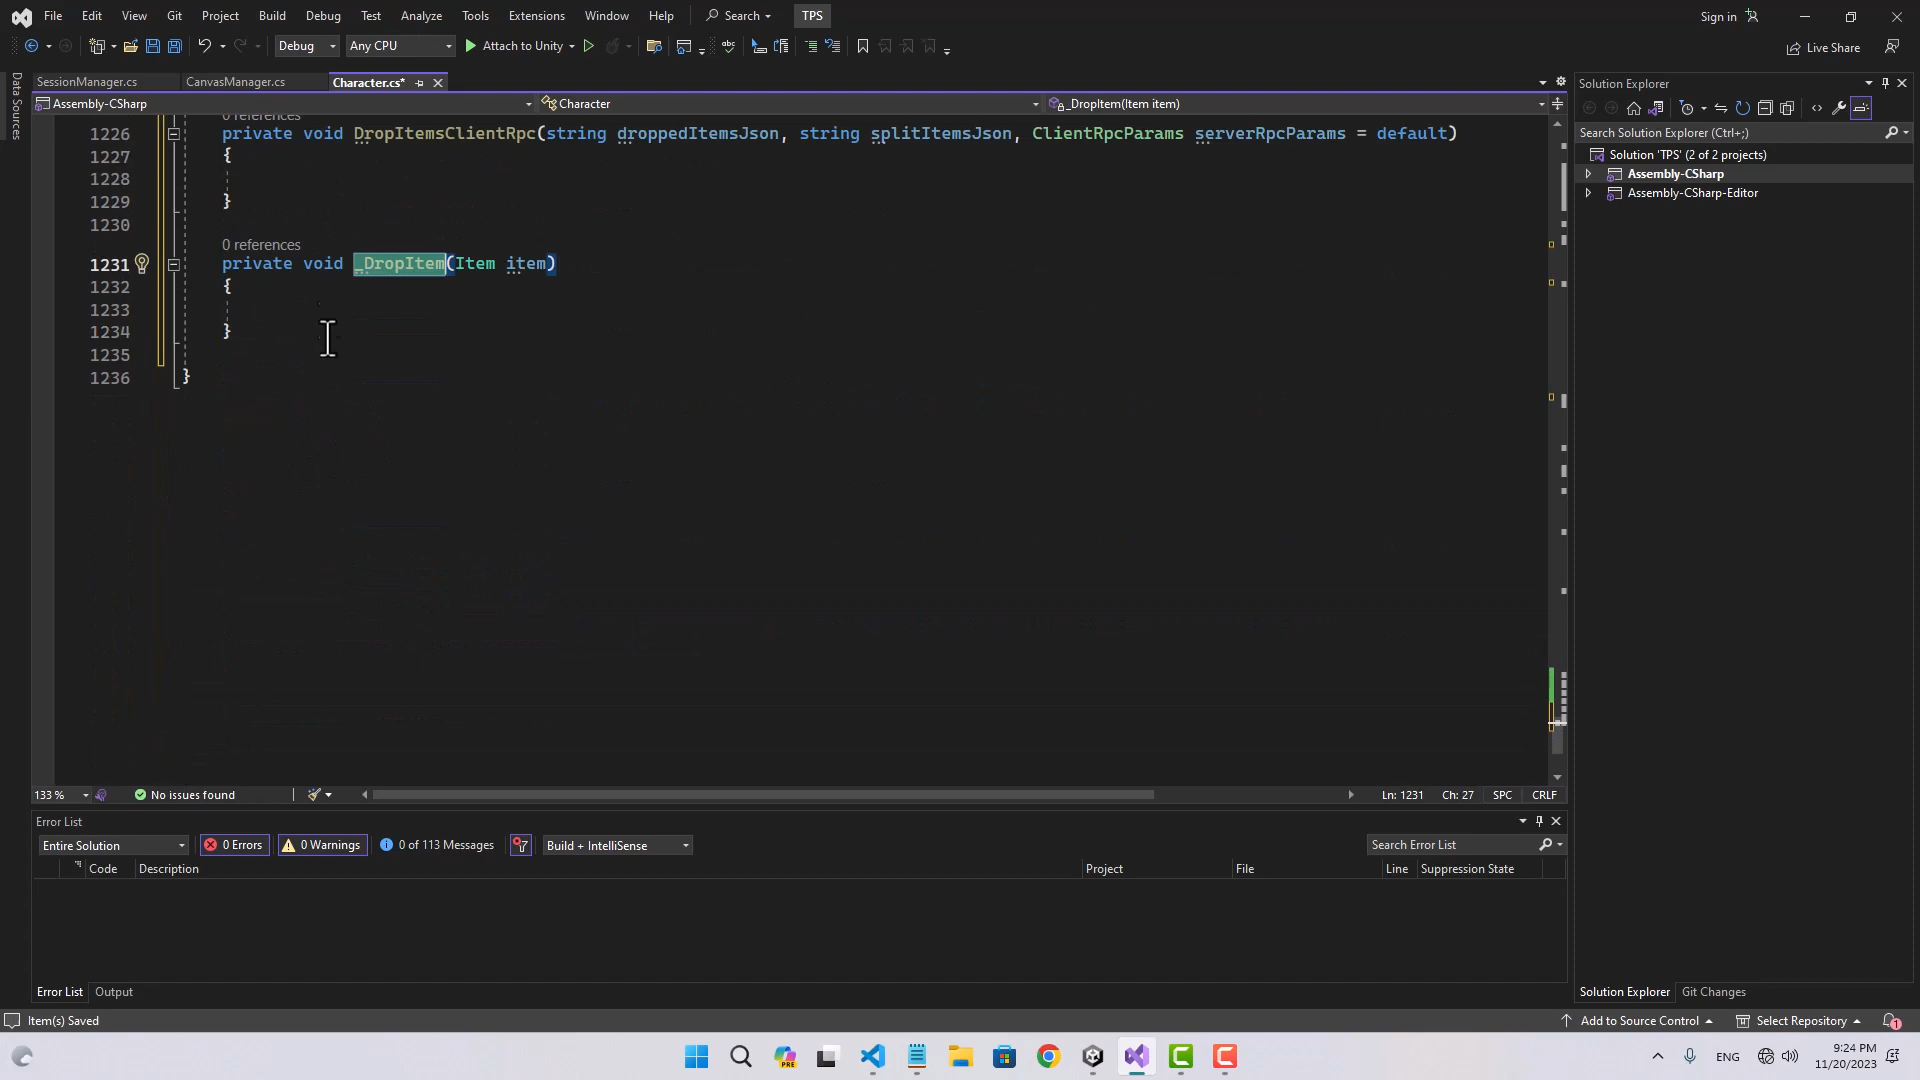 File Edit View Git Project Build Debug Test Analyze Tools Extensions Window Help Search TPS Sign in
Debug Any CPU Attach to Unity Live Share
SessionManager.cs CanvasManager.cs Character.cs*
Assembly-CSharp Character _DropItem(Item item)
Data Sources
0 references
1226 private void DropItemsClientRpc(string droppedItemsJson, string splitItemsJson, ClientRpcParams serverRpcParams = default)
1227 {
1228
1229 }
1230
0 references
1231 private void _DropItem(Item item)
1232 {
1233
1234 }
1235
1236 }
133 % No issues found Ln: 1231 Ch: 27 SPC CRLF
Error List
Entire Solution 0 Errors 0 Warnings 0 of 113 Messages Build + IntelliSense Search Error List
Code Description Project File Line Suppression State
Error List Output
Solution Explorer
Search Solution Explorer (Ctrl+;)
Solution 'TPS' (2 of 2 projects)
Assembly-CSharp
Assembly-CSharp-Editor
Solution Explorer Git Changes
Item(s) Saved Add to Source Control Select Repository 1
PRE
ENG 9:24 PM
11/20/2023